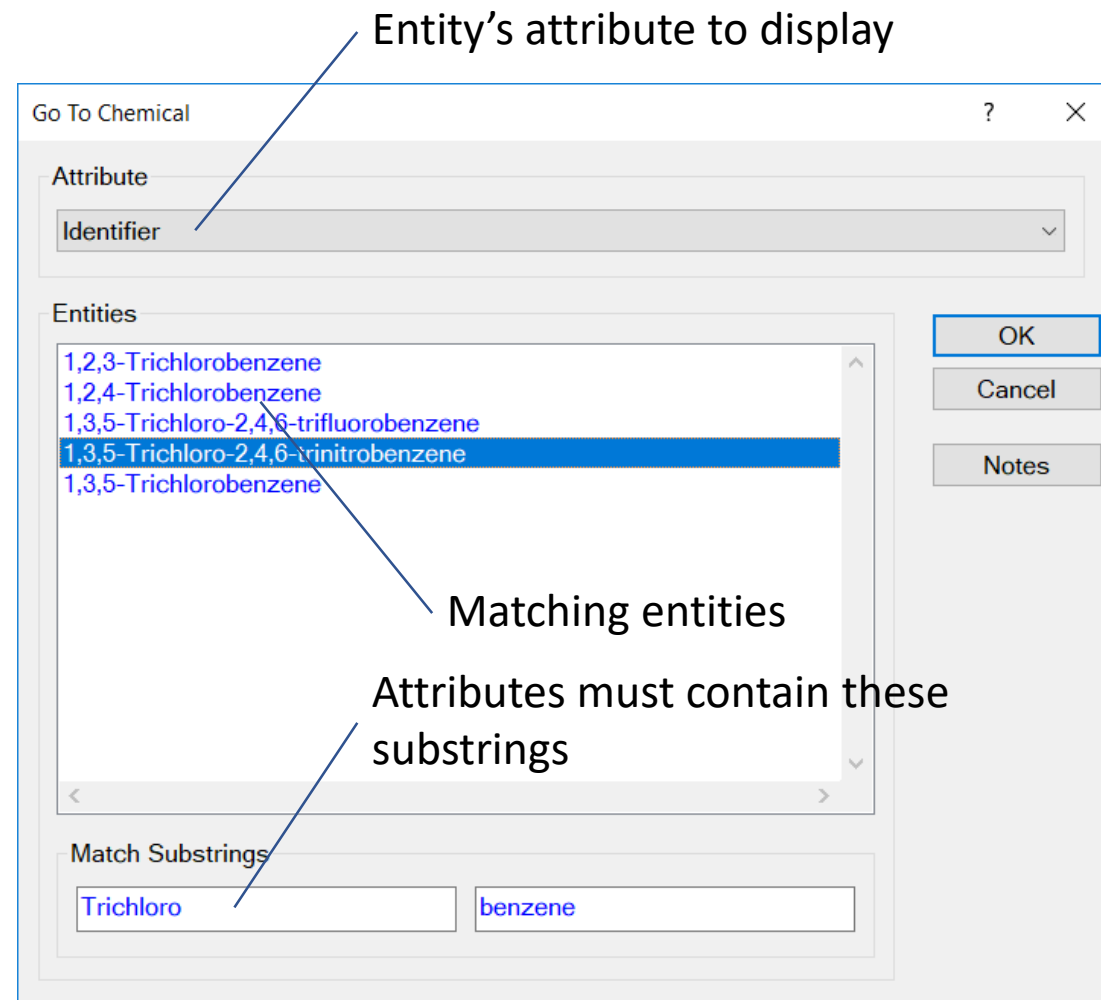 Entity’s attribute to display
Go To Chemical
?
Attribute
Identifier
Entities
1,2,3-Trichlorobenzene
1,2,4-Trichlorobenzene
1,3,5-Trichloro-2,4,6-trifluorobenzene
1,3,5-Trichloro-2,4,6-trinitrobenzene
1,3,5-Trichlorobenzene
OK
Cancel
Notes
Matching entities
Attributes must contain these
substrings
Match Substrings
Trichloro
benzene